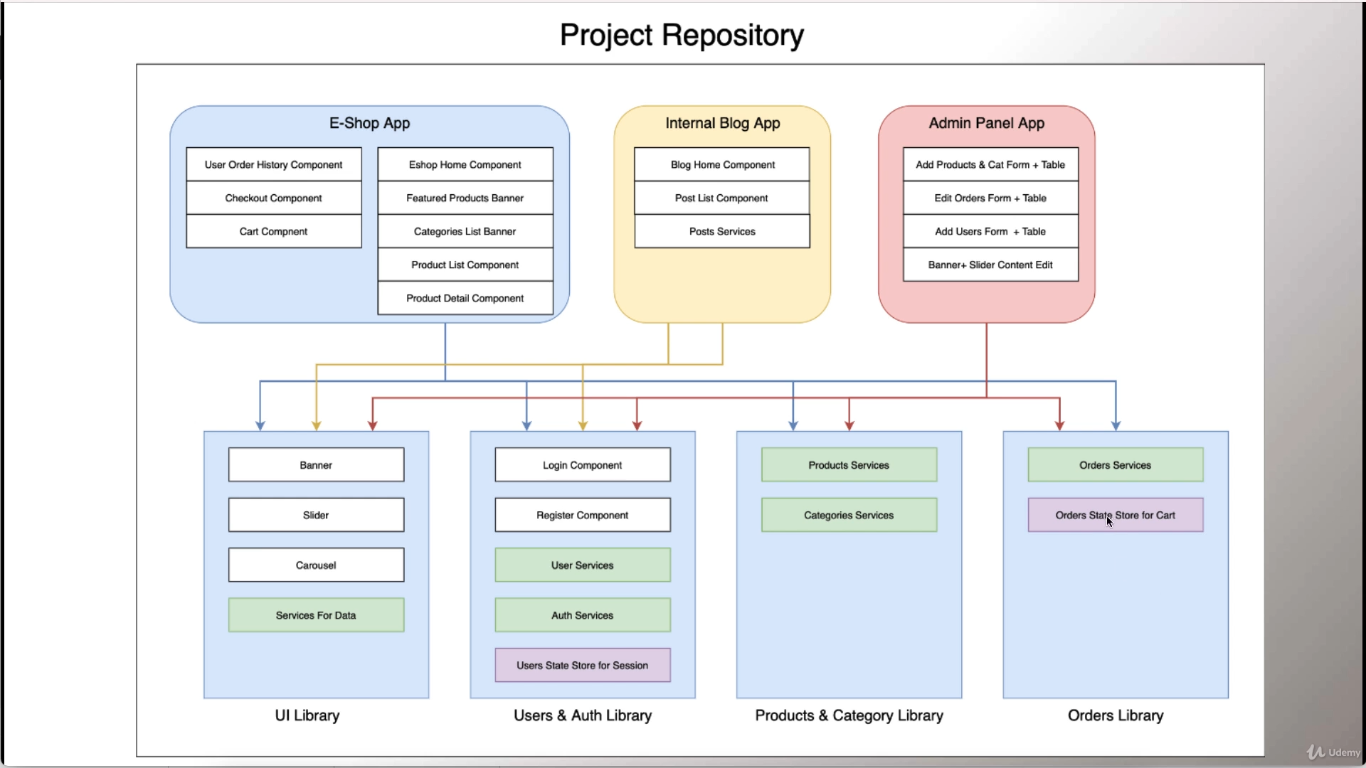 Project Repository
E-Shop App
User Order History Component
Checkout Component
Cart Compnent
Eshop Home Component
Featured Products Banner
Categories List Banner
Product List Component
Product Detail Component
Internal Blog App
Blog Home Component
Post List Component
Posts Services
Admin Panel App
Add Products & Cat Form + Table
Edit Orders Form + Table
Add Users Form + Table
Banner+ Slider Content Edit
Banner
Slider
Carousel
Services For Data
UI Library
Login Component
Register Component
User Services
Auth Services
Users State Store for Session
Users & Auth Library
Products Services
Categories Services
Products & Category Library
Orders Services
Orders State Store for Cart
Orders Library
Udemy